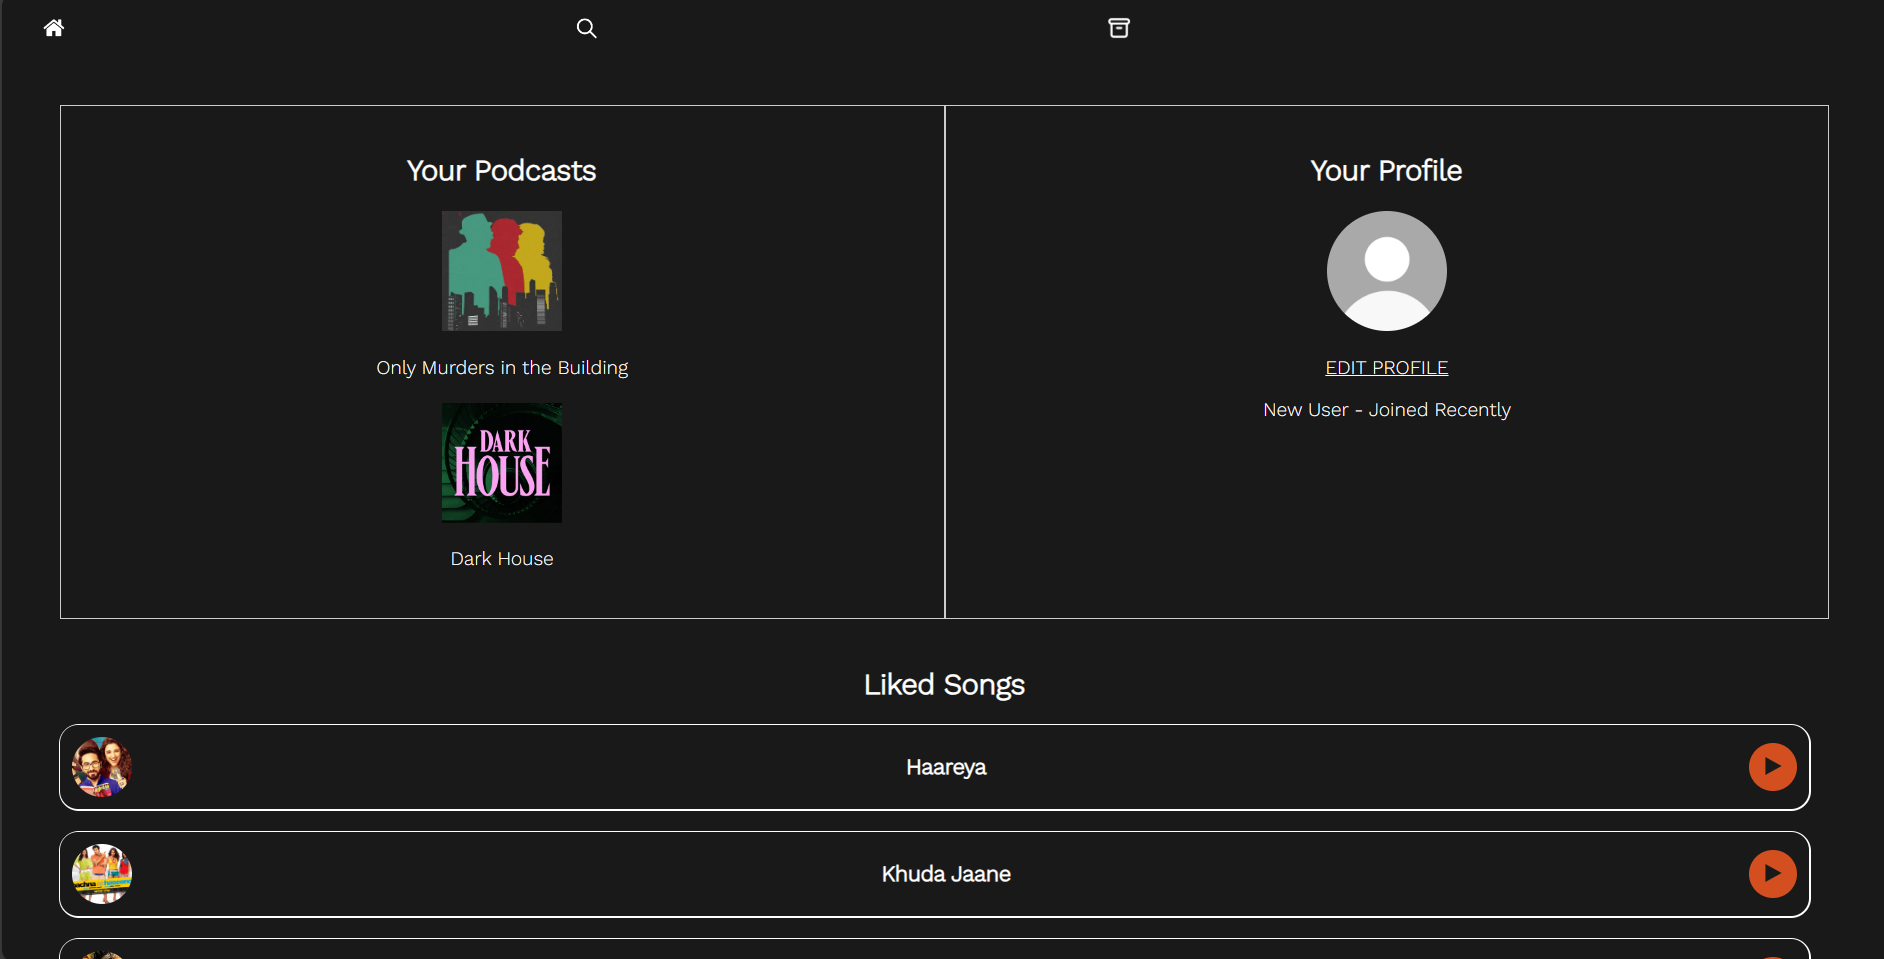 Your Podcasts
Only Murders in the Building
DARK
HOUSE
Dark House
Your Profile
EDIT PROFILE
New User - Joined Recently
Liked Songs
Haareya
Khuda Jaane